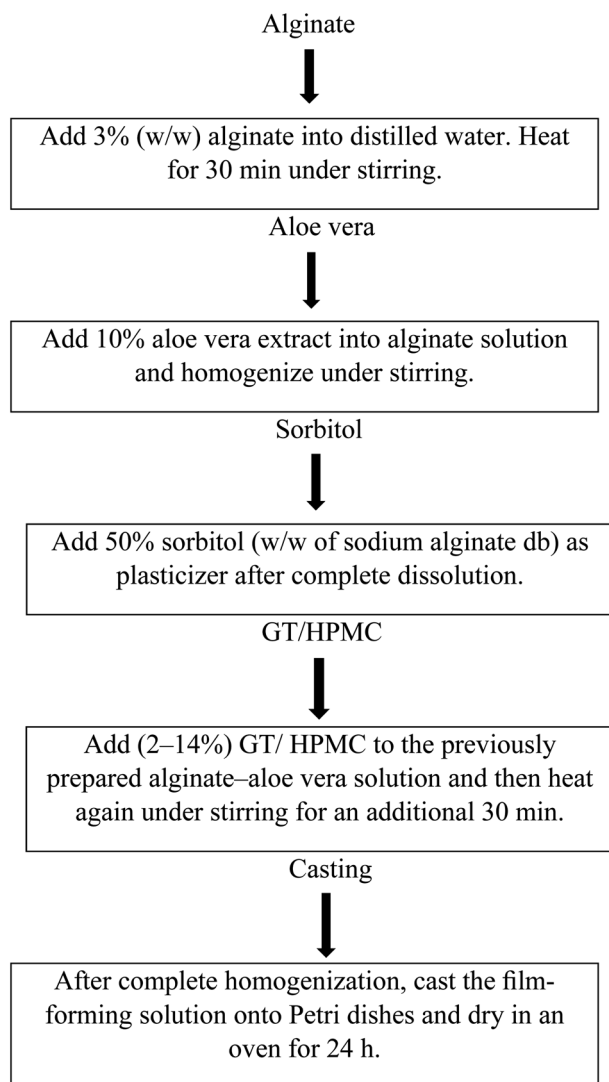 Alginate
Add 3% (w/w) alginate into distilled water. Heat
for 30 min under stirring.
Aloe vera
Add 10% aloe vera extract into alginate solution
and homogenize under stirring.
Sorbitol
Add 50% sorbitol (w/w of sodium alginate db) as
plasticizer after complete dissolution.
GT/HPMC
Add (2–14%) GT/ HPMC to the previously
prepared alginate–aloe vera solution and then heat
again under stirring for an additional 30 min.
Casting
After complete homogenization, cast the film-
forming solution onto Petri dishes and dry in an
oven for 24 h.